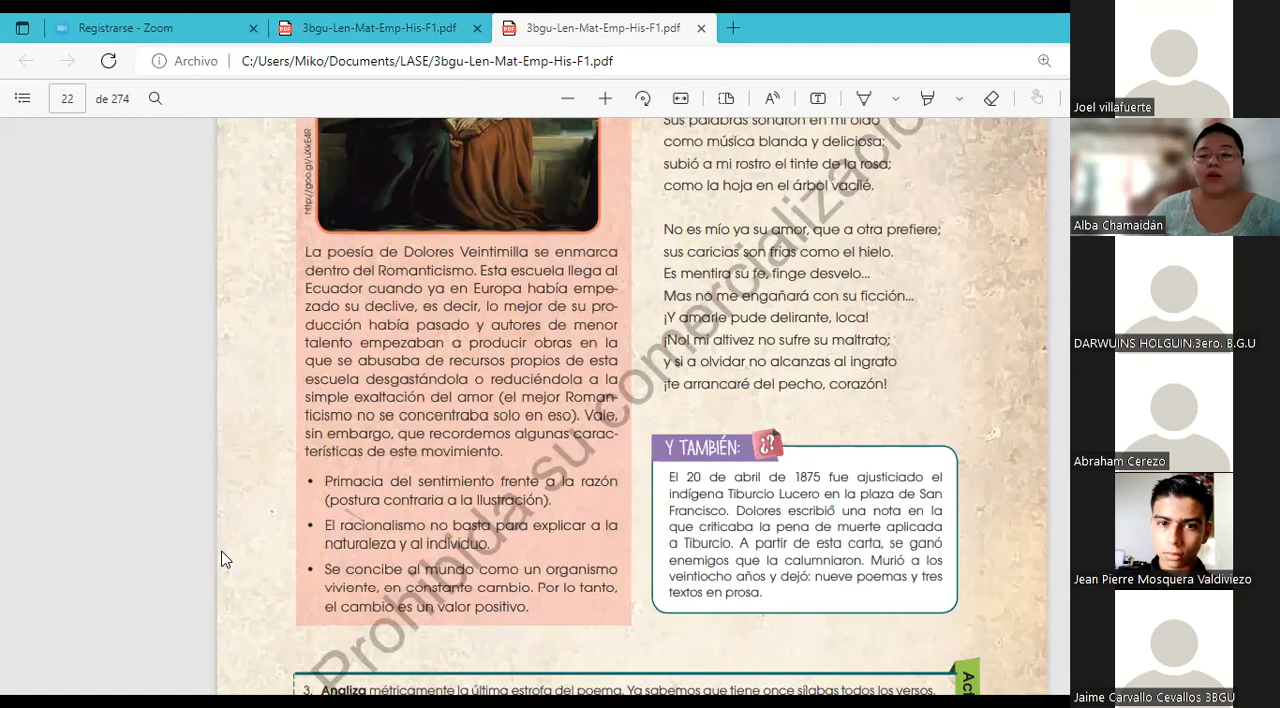 Registrarse - Zoom
3bgu-Len-Mat-Emp-His-F1.pdf
3bgu-Len-Mat-Emp-His-F1.pdf
Archivo
C:/Users/Miko/Documents/LASE/3bgu-Len-Mat-Emp-His-F1.pdf
22
de 274
http://goo.gl/uXkE4R
La poesía de Dolores Veintimilla se enmarca
dentro del Romanticismo. Esta escuela llega al
Ecuador cuando ya en Europa había empe-
zado su declive, es decir, lo mejor de su pro-
ducción había pasado y autores de menor
talento empezaban a producir obras en la
que se abusaba de recursos propios de esta
escuela desgastándola o reduciéndola a la
simple exaltación del amor (el mejor Roman-
ticismo no se concentraba solo en eso). Vale,
sin embargo, que recordemos algunas carac-
terísticas de este movimiento.
• Primacia del sentimiento frente a la razón
(postura contraria a la Ilustración).
• El racionalismo no basta para explicar a la
naturaleza y al individuo.
• Se concibe al mundo como un organismo
viviente, en constante cambio. Por lo tanto,
el cambio es un valor positivo.
Sus palabras sonaron en mi oído
como música blanda y deliciosa;
subió a mi rostro el tinte de la rosa;
como la hoja en el árbol vacilé.
No es mío ya su amor, que a otra prefiere;
sus caricias son frías como el hielo.
Es mentira su fe, finge desvelo...
Mas no me engañará con su ficción...
¡Y amarle pude delirante, loca!
¡No! mi altivez no sufre su maltrato;
y si a olvidar no alcanzas al ingrato
¡te arrancaré del pecho, corazón!
Y TAMBIÉN: ¿?
El 20 de abril de 1875 fue ajusticiado el
indígena Tiburcio Lucero en la plaza de San
Francisco. Dolores escribió una nota en la
que criticaba la pena de muerte aplicada
a Tiburcio. A partir de esta carta, se ganó
enemigos que la calumniaron. Murió a los
veintiocho años y dejó: nueve poemas y tres
textos en prosa.
3. Analiza métricamente la última estrofa del poema. Ya sabemos que tiene once sílabas todos los versos.
Prohibida su comercializació
Joel villafuerte
Alba Chamaidán
DARWUINS HOLGUIN.3ero. B.G.U
Abraham Cerezo
Jean Pierre Mosquera Valdiviezo
Jaime Carvallo Cevallos 3BGU